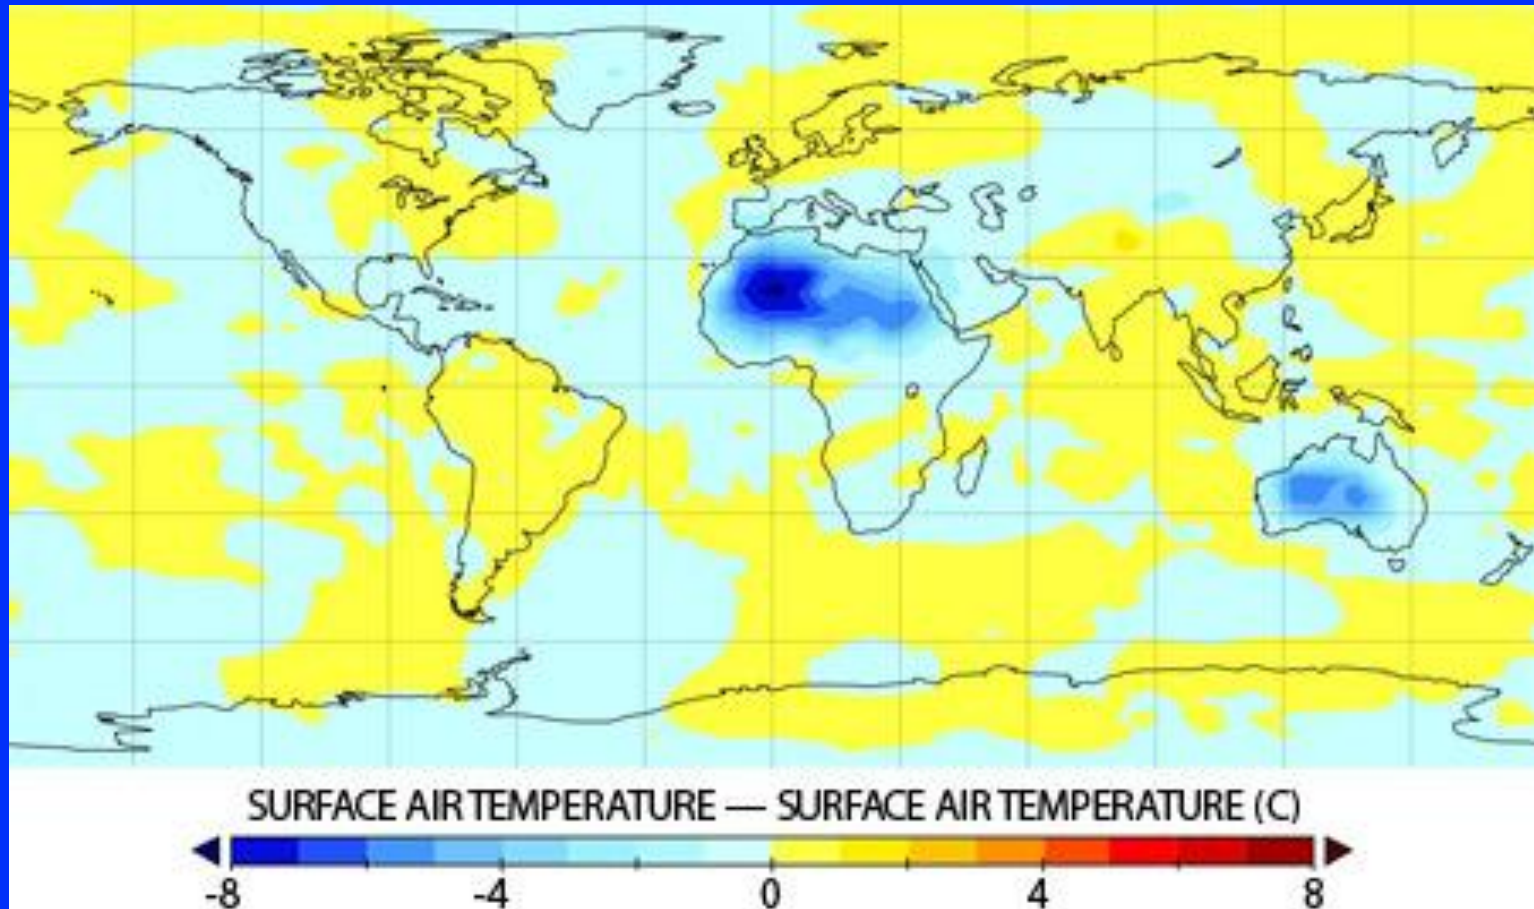 SURFACE AIR TEMPERATURE — SURFACE AIR TEMPERATURE (C)
-8 -4 0 4 8